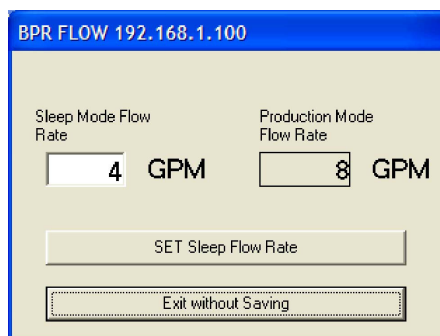 BPR FLOW 192.168.1.100
Sleep Mode Flow
Rate
Production Mode
Flow Rate
4 GPM
8 GPM
SET Sleep Flow Rate
Exit without Saving